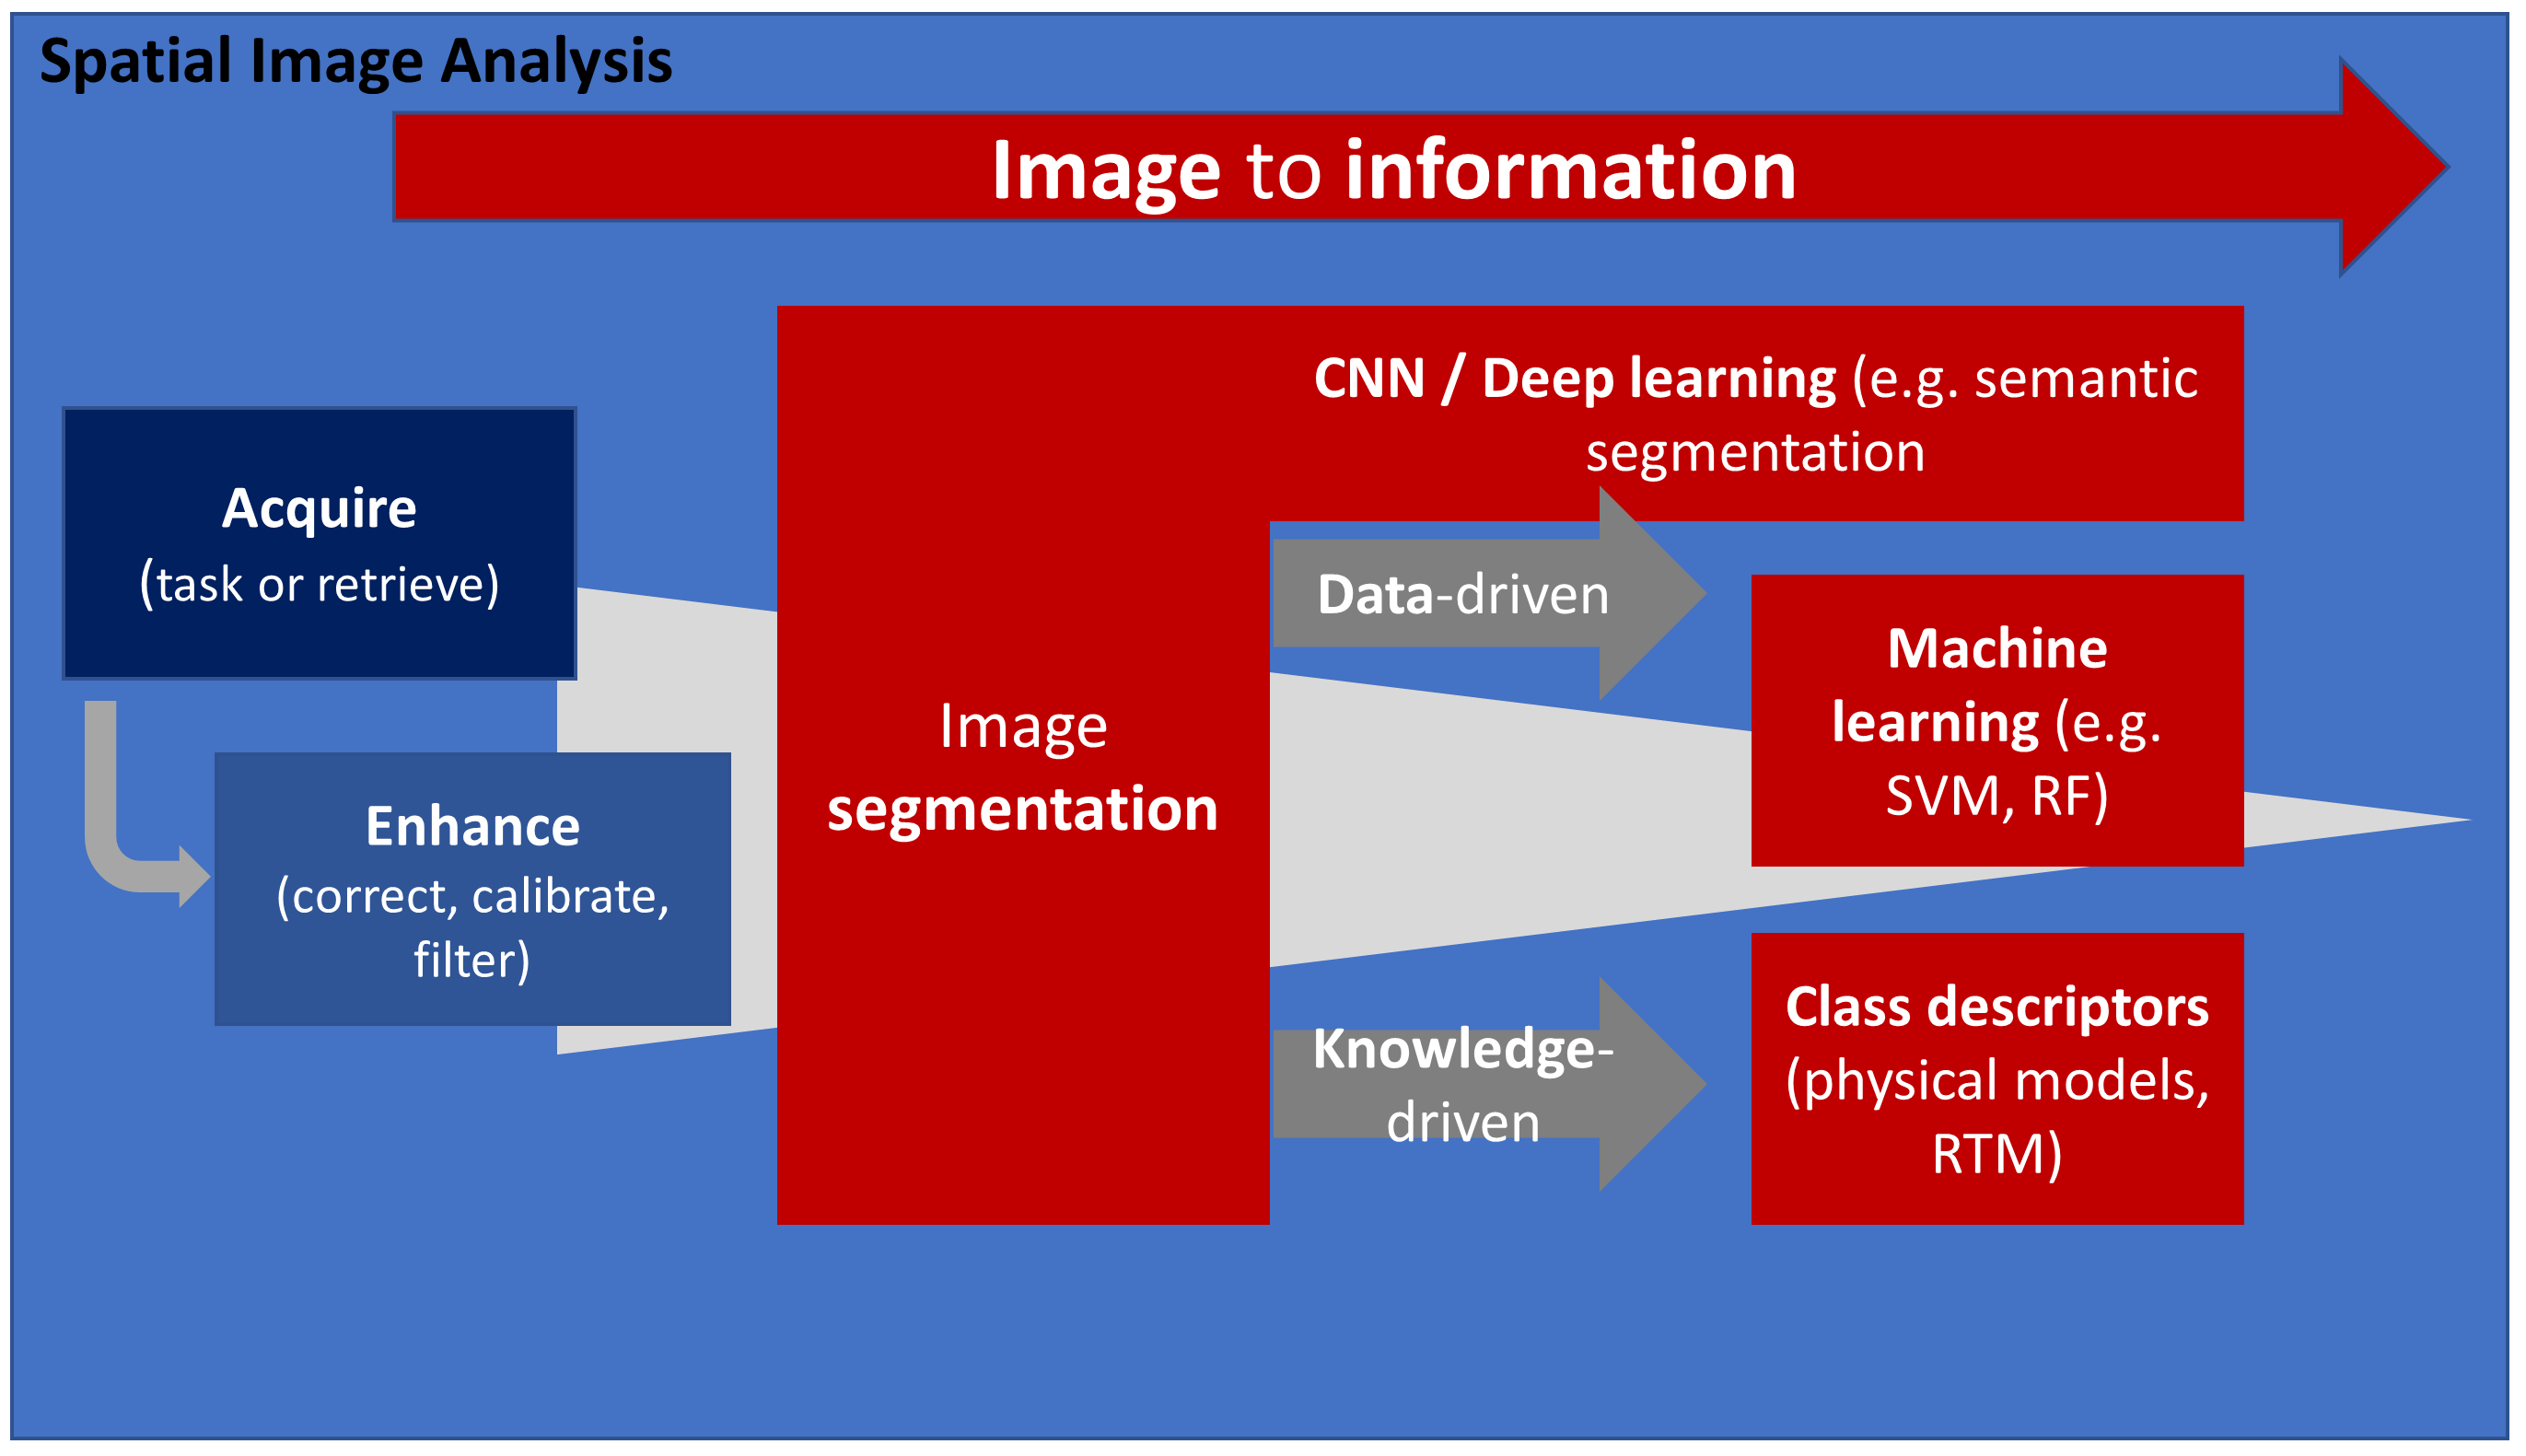 Spatial Image Analysis
Image to information
CNN / Deep learning (e.g. semantic
segmentation
Acquire
(task or retrieve)
Data-driven
Machine
learning (e.g.
SVM, RF)
Image
segmentation
Enhance
(correct, calibrate,
filter)
Knowledge-
driven
Class descriptors
(physical models,
RTM)